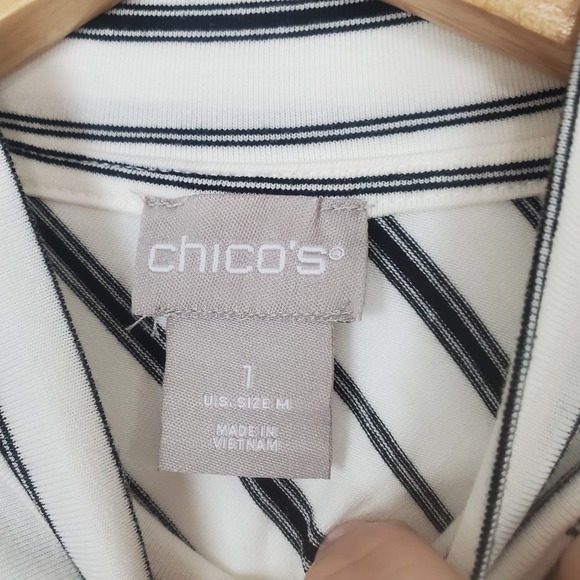 chico's®
1
U.S. SIZE M
MADE IN
VIETNAM